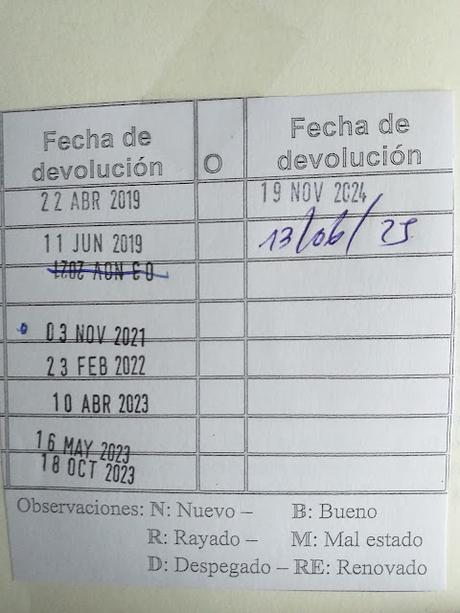 Fecha de
devolución
O
Fecha de
devolución
22 ABR 2019
19 NOV 2024
11 JUN 2019
13/06/25
03 NOV 2021
03 NOV 2021
23 FEB 2022
10 ABR 2023
16 MAY 2023
18 OCT 2023
Observaciones: N: Nuevo – B: Bueno
R: Rayado – M: Mal estado
D: Despegado – RE: Renovado